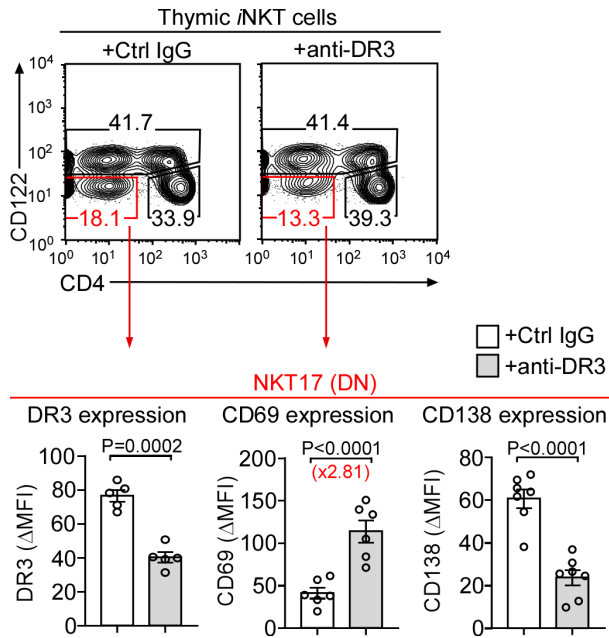 Thymic iNKT cells
+Ctrl IgG +anti-DR3
10⁴
10³
10²
10¹
10⁰
CD122
41.7
18.1
33.9
41.4
13.3
39.3
10⁰ 10¹ 10² 10³ 10⁰ 10¹ 10² 10³ 10⁴
CD4
+Ctrl IgG
+anti-DR3
NKT17 (DN)
DR3 expression CD69 expression CD138 expression
P=0.0002 P<0.0001 P<0.0001
(x2.81)
DR3 (ΔMFI)
100
80
60
40
20
0
CD69 (ΔMFI)
200
150
100
50
0
CD138 (ΔMFI)
80
60
40
20
0